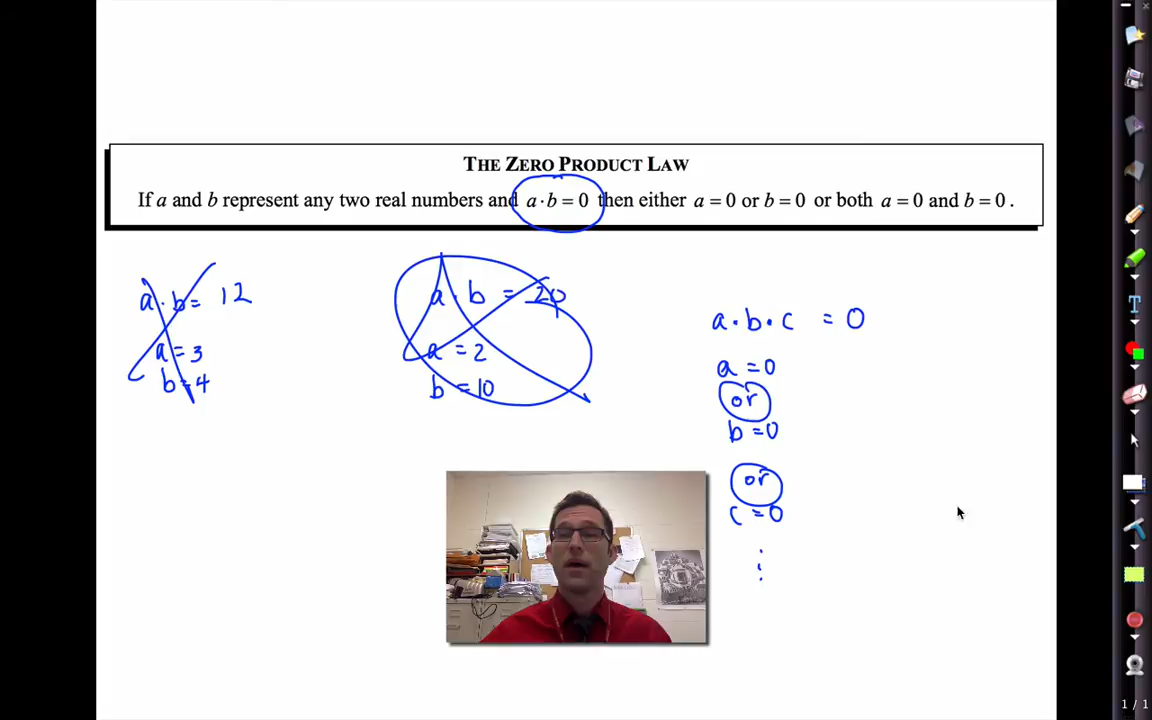 THE ZERO PRODUCT LAW
If a and b represent any two real numbers and a · b = 0 then either a = 0 or b = 0 or both a = 0 and b = 0 .
a · b = 12
a = 3
b = 4
a · b = 20
a = 2
b = 10
a · b · c = 0
a = 0
or
b = 0
or
c = 0
⋮
T
1 / 1